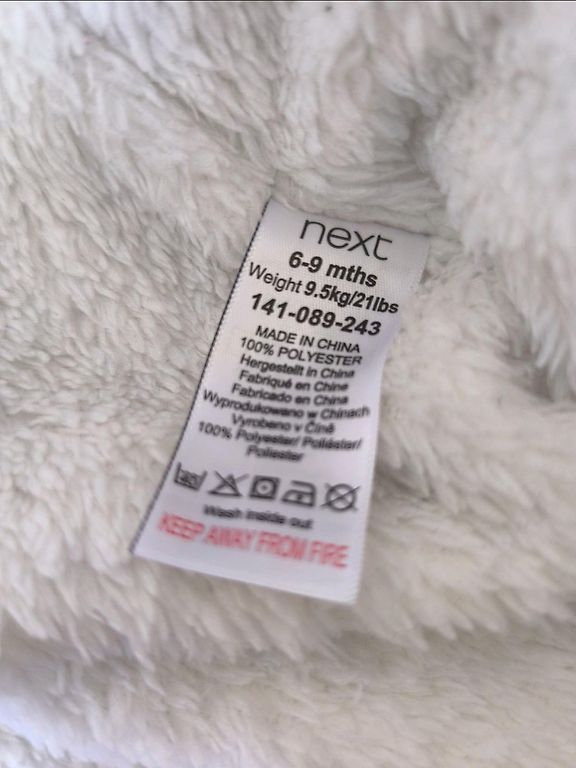 next
6-9 mths
Weight 9.5kg/21lbs
141-089-243
MADE IN CHINA
100% POLYESTER
Hergestellt in China
Fabriqué en Chine
Fabricado en China
Wyprodukowano w Chinach
Vyrobeno v Číně
100% Polyester/ Poliéster/
Poliester
40
Wash inside out
KEEP AWAY FROM FIRE